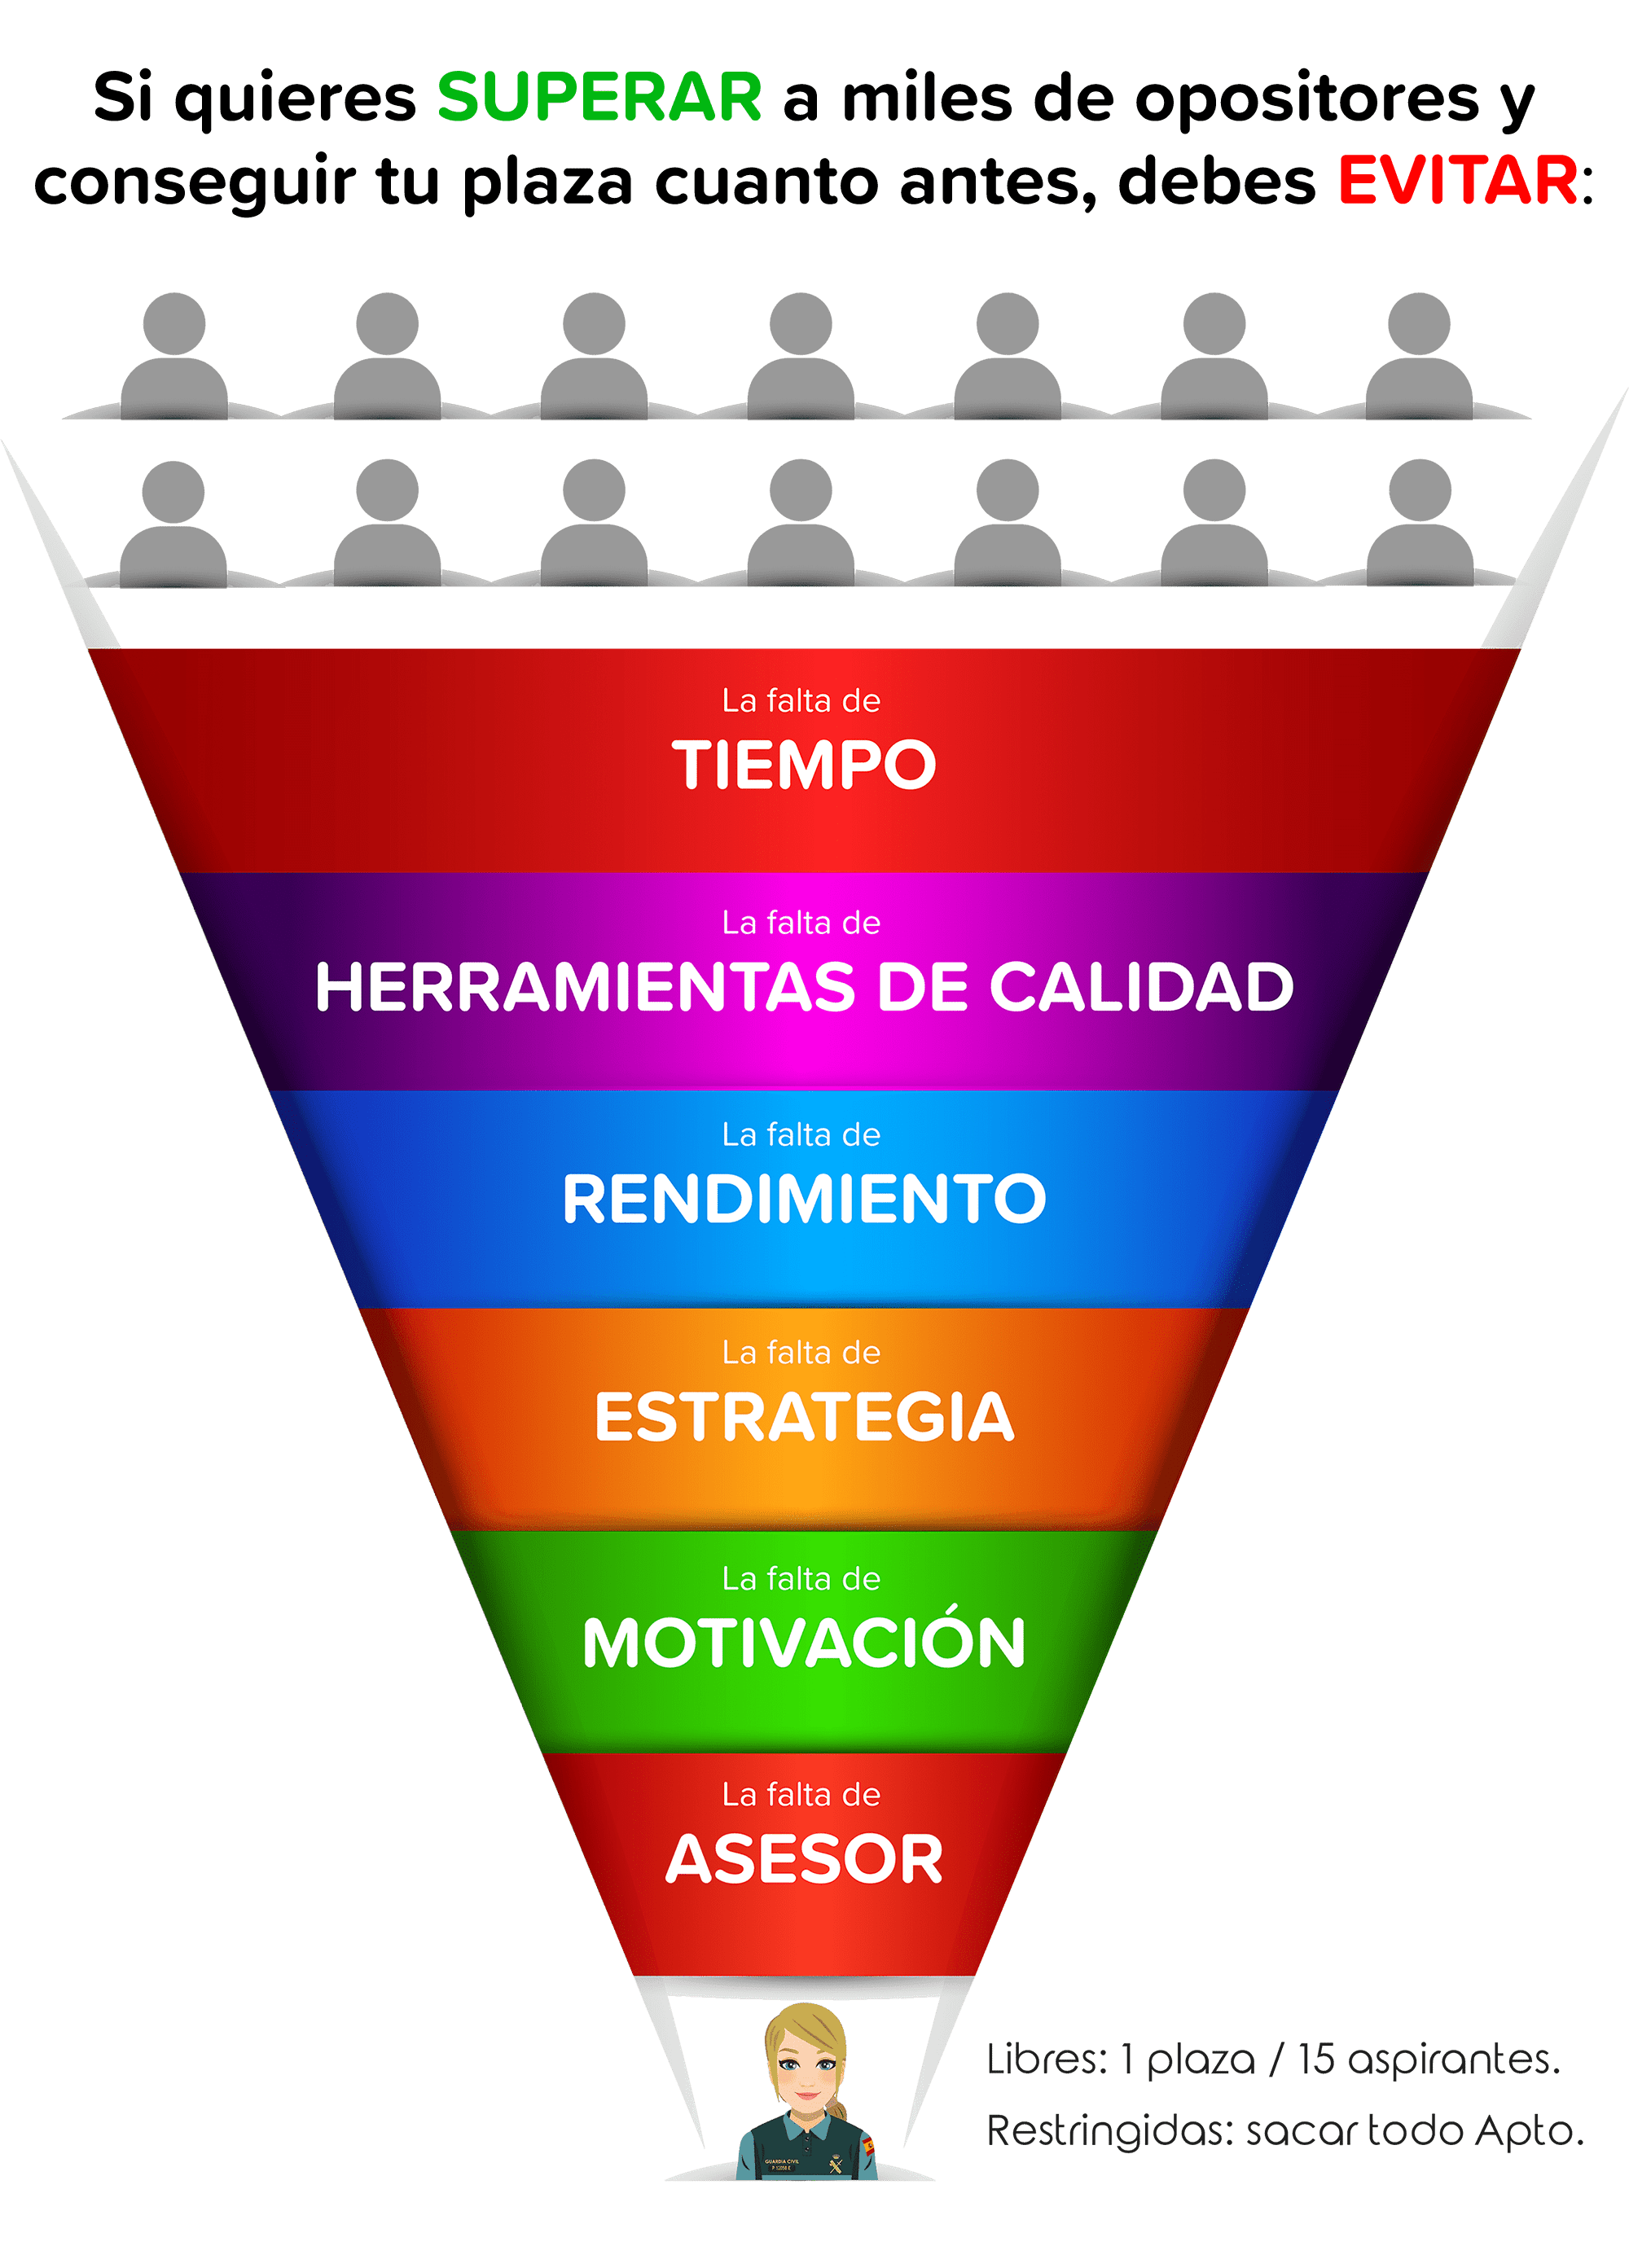 Si quieres SUPERAR a miles de opositores y
conseguir tu plaza cuanto antes, debes EVITAR:
La falta de
TIEMPO
La falta de
HERRAMIENTAS DE CALIDAD
La falta de
RENDIMIENTO
La falta de
ESTRATEGIA
La falta de
MOTIVACIÓN
La falta de
ASESOR
Libres: 1 plaza / 15 aspirantes.
Restringidas: sacar todo Apto.
GUARDIA CIVIL